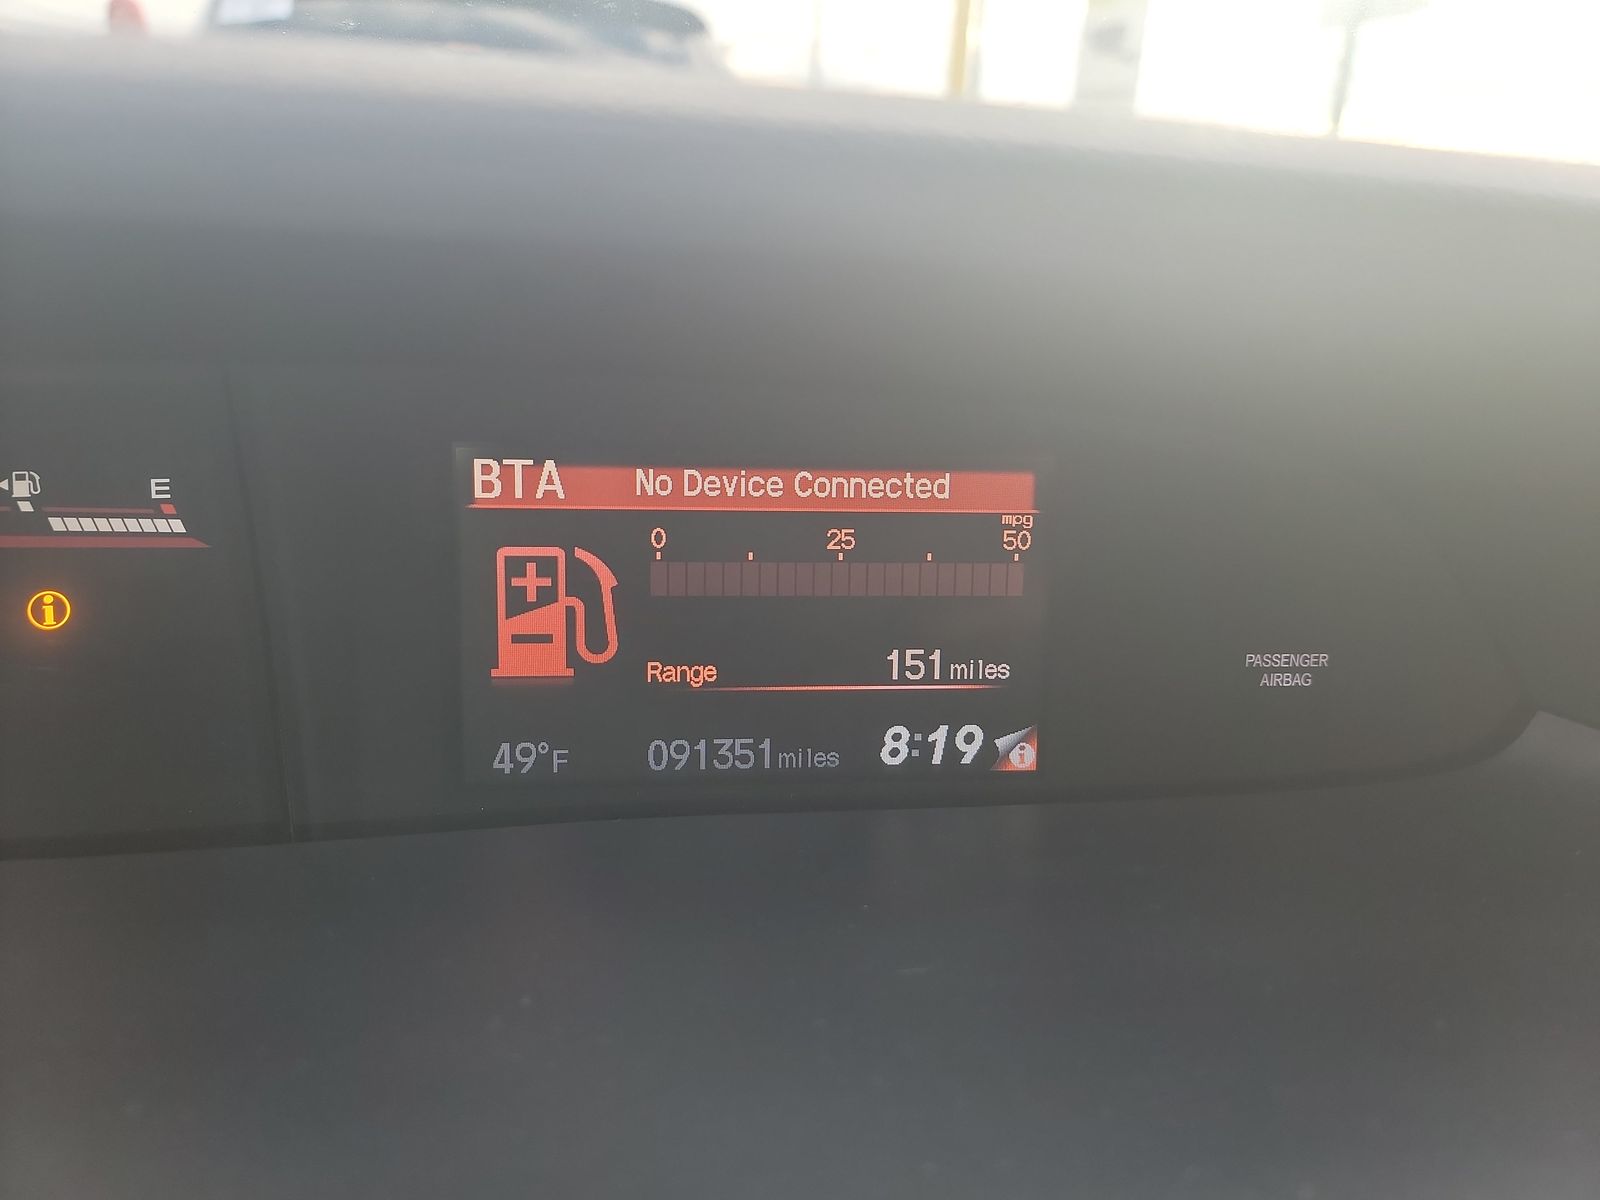 BTA No Device Connected
mpg
0 25 50
E
Range 151 miles
PASSENGER
AIRBAG
49°F 091351 miles 8:19